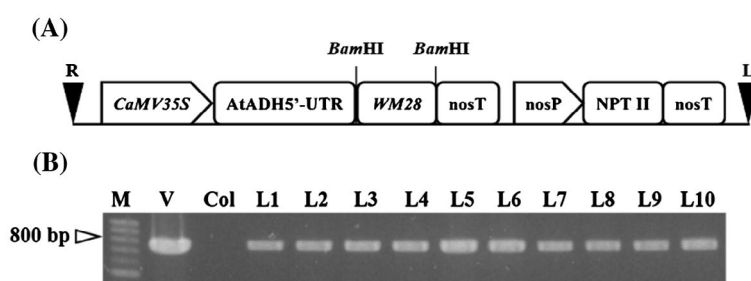 (A)
BamHI BamHI
R L
CaMV35S AtADH5'-UTR WM28 nosT nosP NPT II nosT
(B)
M V Col L1 L2 L3 L4 L5 L6 L7 L8 L9 L10
800 bp